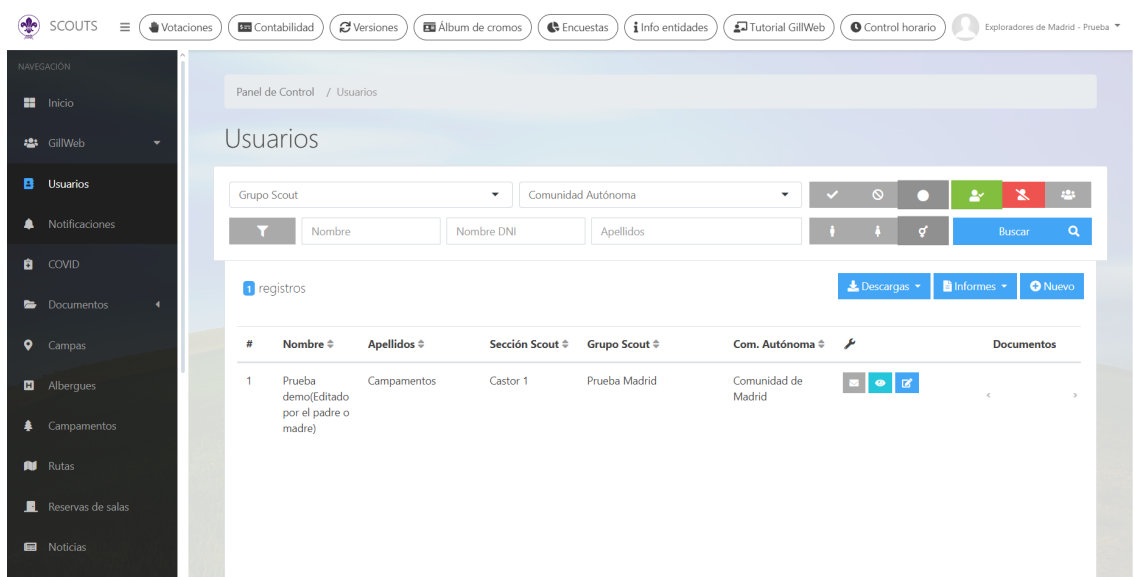 SCOUTS
Votaciones
Contabilidad
Versiones
Álbum de cromos
Encuestas
Info entidades
Tutorial GillWeb
Control horario
Exploradores de Madrid - Prueba
NAVEGACIÓN
Inicio
GillWeb
Usuarios
Notificaciones
COVID
Documentos
Campas
Albergues
Campamentos
Rutas
Reservas de salas
Noticias
Panel de Control / Usuarios
Usuarios
Grupo Scout
Comunidad Autónoma
Nombre
Nombre DNI
Apellidos
Buscar
1 registros
Descargas
Informes
Nuevo
# Nombre Apellidos Sección Scout Grupo Scout Com. Autónoma Documentos
1 Prueba Campamentos Castor 1 Prueba Madrid Comunidad de
demo(Editado Madrid
por el padre o
madre)